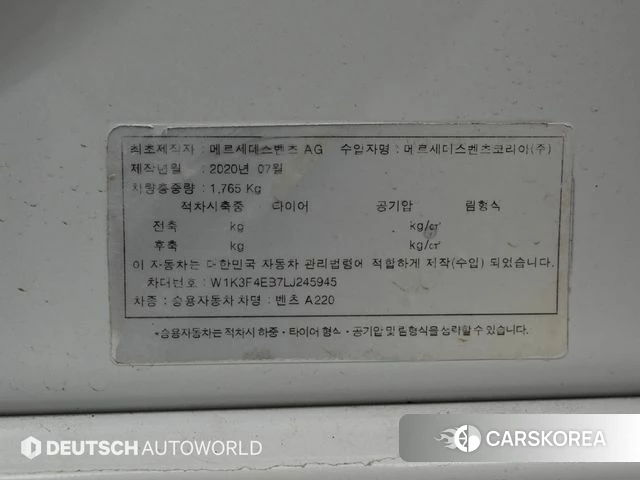 최초제작자 : 메르세데스벤츠 AG 수입자명 : 메르세데스벤츠코리아(주)
제작년월 : 2020년 07월
차량총중량 : 1,765 Kg
적차시축중 타이어 공기압 림형식
전축 kg kg/㎠
후축 kg kg/㎠
이 자동차는 대한민국 자동차 관리법령에 적합하게 제작(수입) 되었습니다.
차대번호 : W1K3F4EB7LJ245945
차종 : 승용자동차 차명 : 벤츠 A220
*승용자동차는 적차시 하중·타이어 형식·공기압 및 림형식을 생략할 수 있습니다.
DEUTSCH AUTOWORLD
CARSKOREA